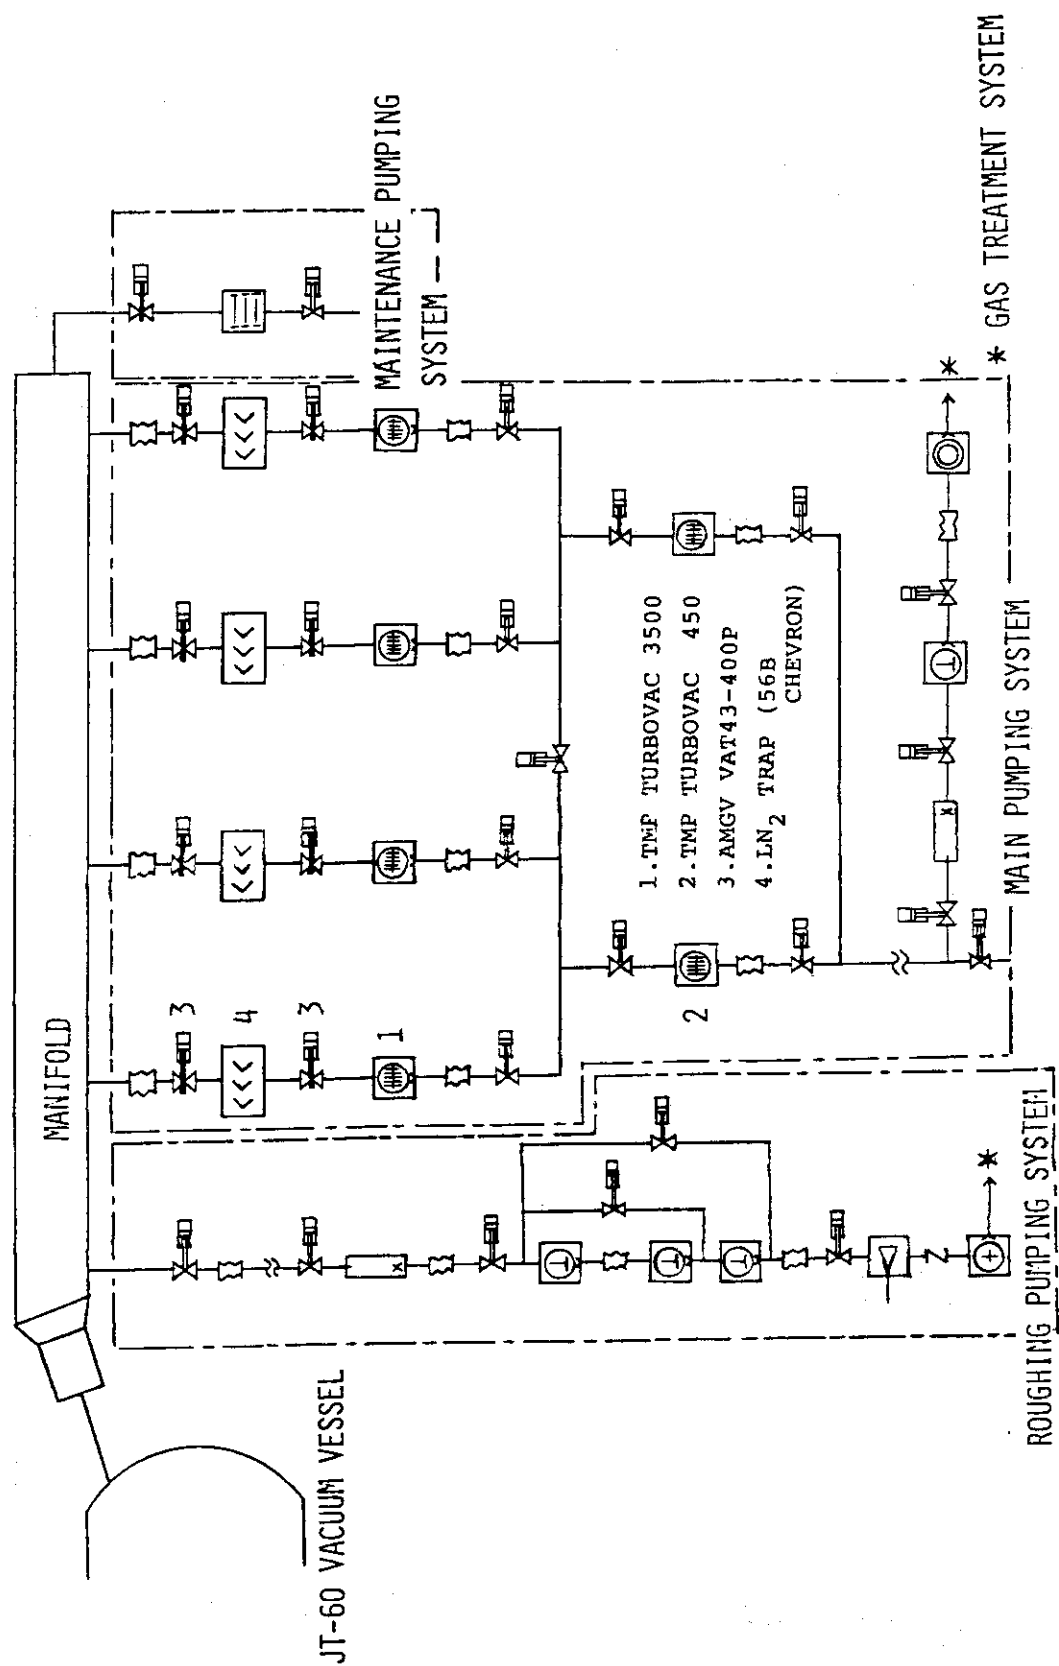 JT-60 VACUUM VESSEL
MANIFOLD
3
4
3
1
2
1.TMP TURBOVAC 3500
2.TMP TURBOVAC 450
3.AMGV VAT43-400P
4.LN2 TRAP (56B
CHEVRON)
MAINTENANCE PUMPING
SYSTEM
ROUGHING PUMPING SYSTEM
MAIN PUMPING SYSTEM
* GAS TREATMENT SYSTEM
*
*
x
x
T
T
T
T